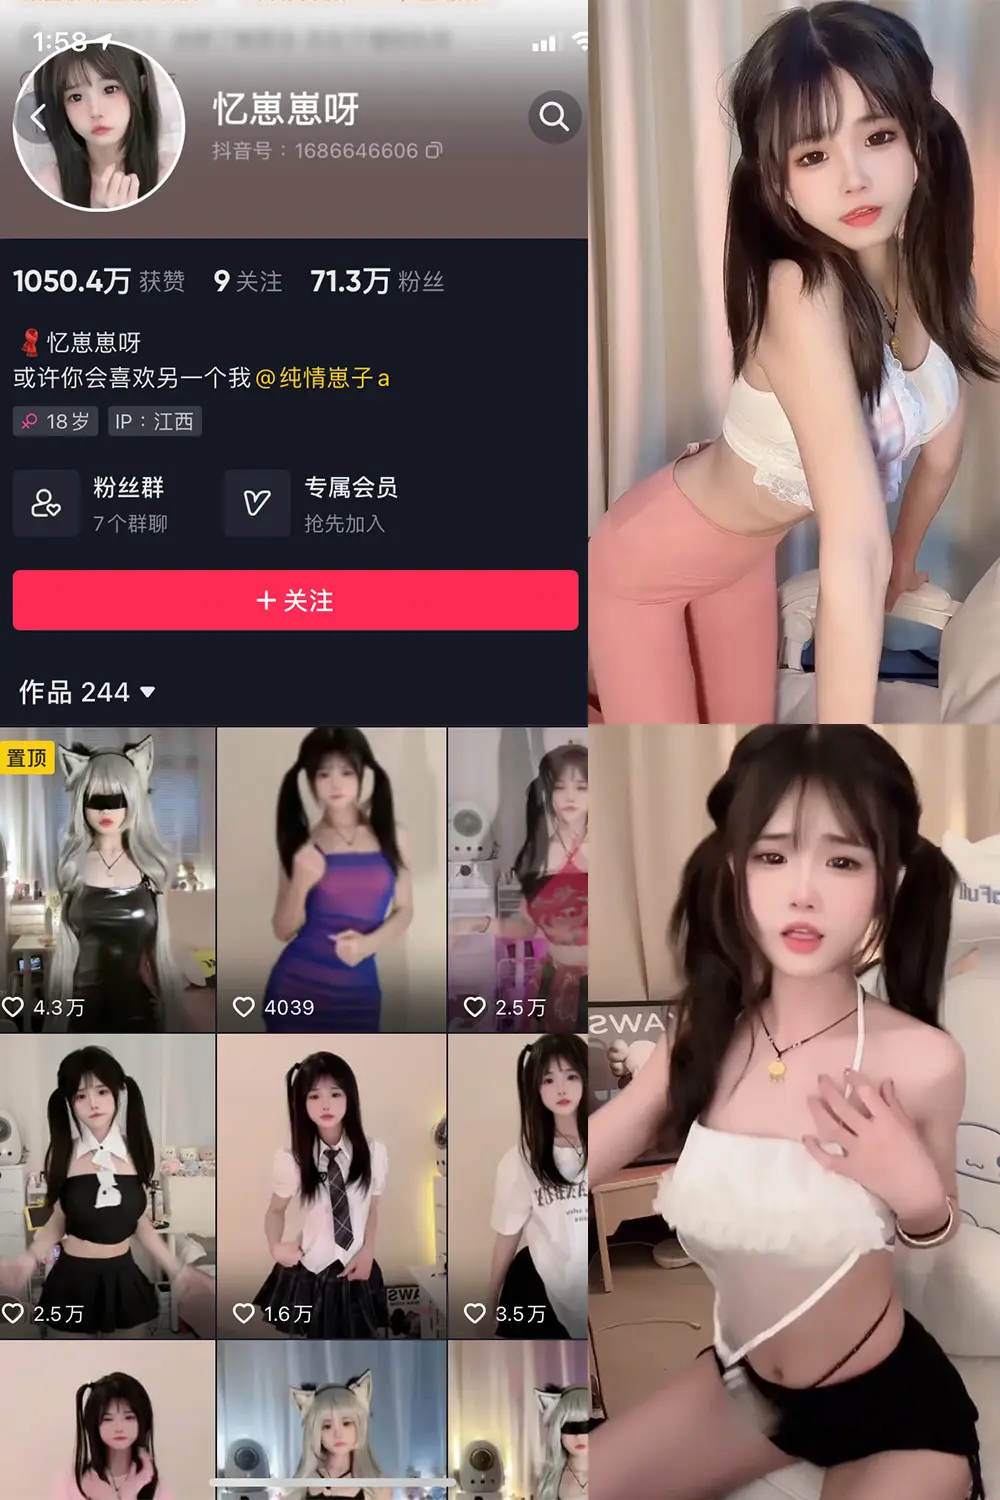 1:58
忆崽崽呀
抖音号：1686646606
1050.4万 获赞 9 关注 71.3万 粉丝
忆崽崽呀
或许你会喜欢另一个我@纯情崽子a
18岁 IP：江西
粉丝群 专属会员
7个群聊 抢先加入
+ 关注
作品 244
置顶
4.3万 4039 2.5万
2.5万 1.6万 3.5万